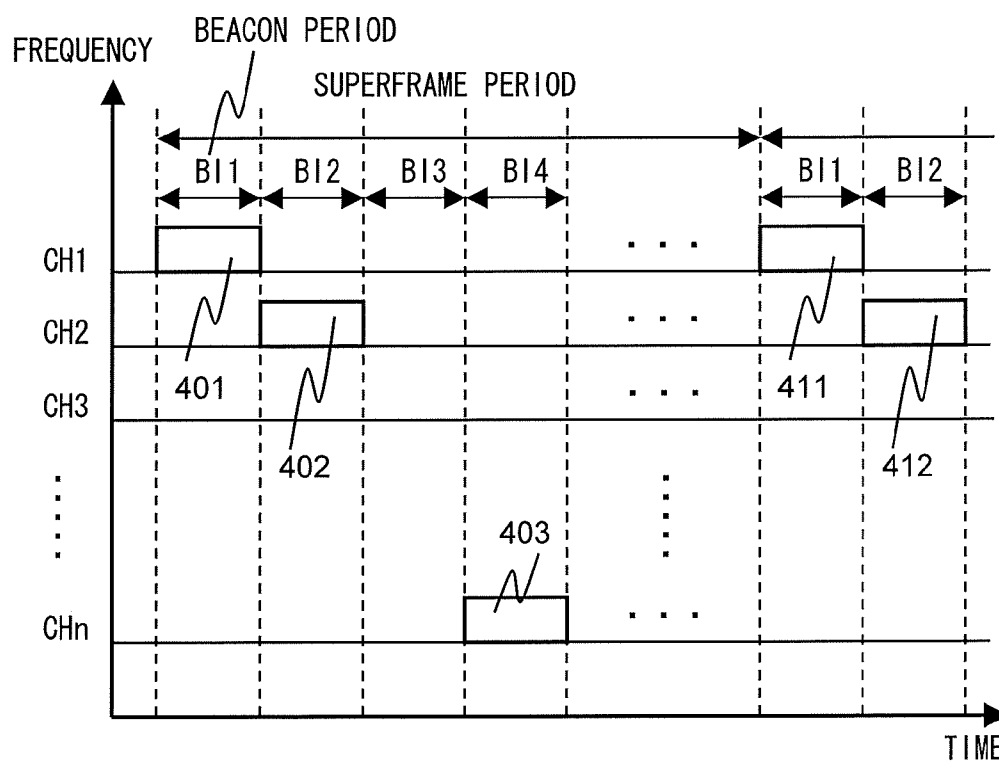 BEACON PERIOD
FREQUENCY
SUPERFRAME PERIOD
BI1 BI2 BI3 BI4 BI1 BI2
CH1
CH2
401 411
CH3
402 412
403
CHn
TIME